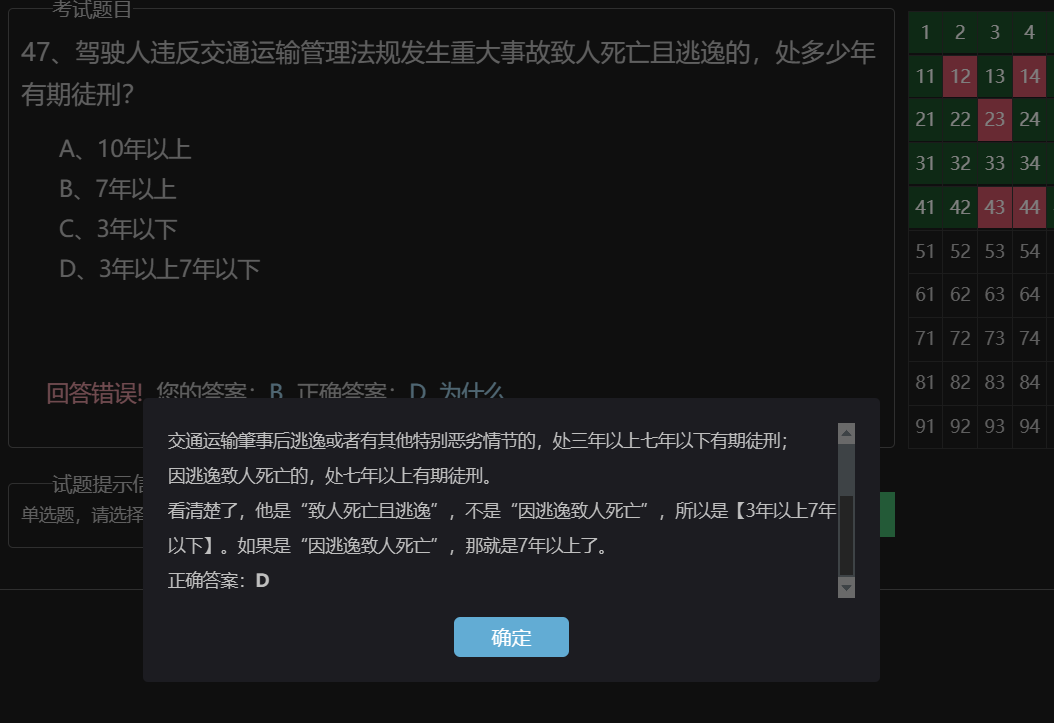 考试题目
47、驾驶人违反交通运输管理法规发生重大事故致人死亡且逃逸的，处多少年
有期徒刑？
A、10年以上
B、7年以上
C、3年以下
D、3年以上7年以下
回答错误! 您的答案：B 正确答案：D 为什么
交通运输肇事后逃逸或者有其他特别恶劣情节的，处三年以上七年以下有期徒刑；
因逃逸致人死亡的，处七年以上有期徒刑。
看清楚了，他是“致人死亡且逃逸”，不是“因逃逸致人死亡”，所以是【3年以上7年
以下】。如果是“因逃逸致人死亡”，那就是7年以上了。
正确答案：D
确定
试题提示信
单选题，请选择
1 2 3 4
11 12 13 14
21 22 23 24
31 32 33 34
41 42 43 44
51 52 53 54
61 62 63 64
71 72 73 74
81 82 83 84
91 92 93 94